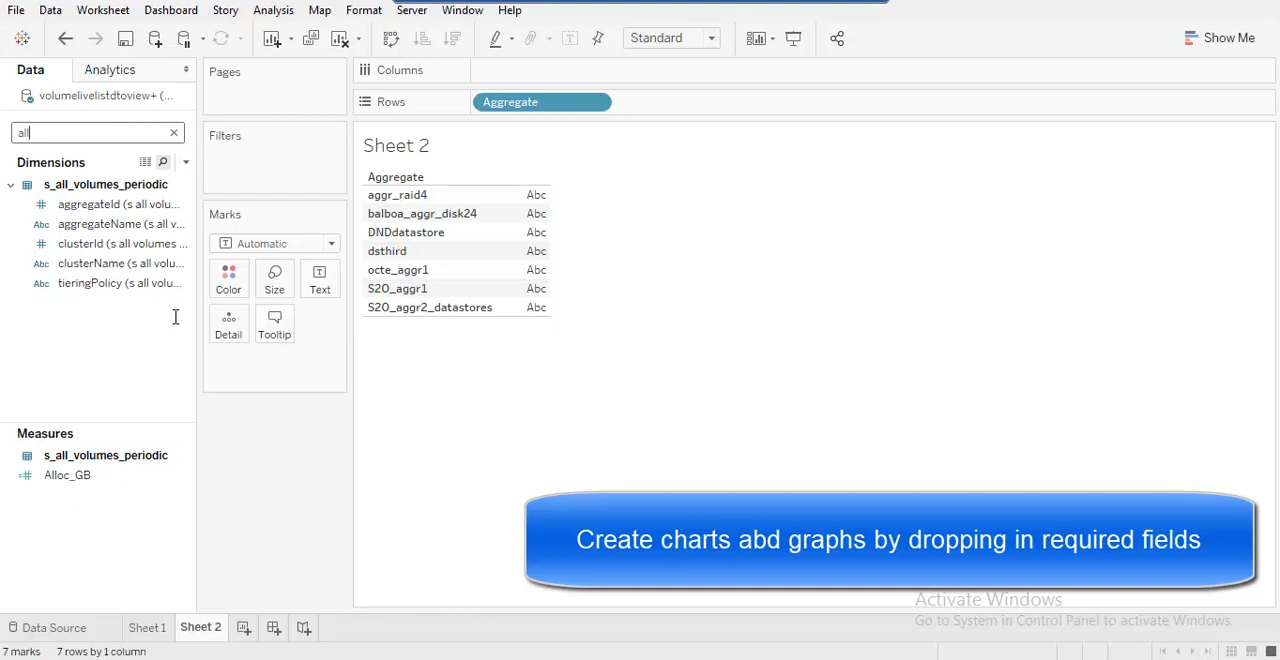 File Data Worksheet Dashboard Story Analysis Map Format Server Window Help
Standard
Show Me
Data Analytics
volumelivelistdtoview+ (...
all
Dimensions
s_all_volumes_periodic
# aggregateId (s all volu...
Abc aggregateName (s all v...
# clusterId (s all volumes ...
Abc clusterName (s all volu...
Abc tieringPolicy (s all volu...
Measures
s_all_volumes_periodic
=# Alloc_GB
Pages
Filters
Marks
T Automatic
Color Size Text
Detail Tooltip
Columns
Rows Aggregate
Sheet 2
Aggregate
aggr_raid4 Abc
balboa_aggr_disk24 Abc
DNDdatastore Abc
dsthird Abc
octe_aggr1 Abc
S2O_aggr1 Abc
S2O_aggr2_datastores Abc
Create charts abd graphs by dropping in required fields
Activate Windows
Go to System in Control Panel to activate Windows.
Data Source Sheet 1 Sheet 2
7 marks 7 rows by 1 column